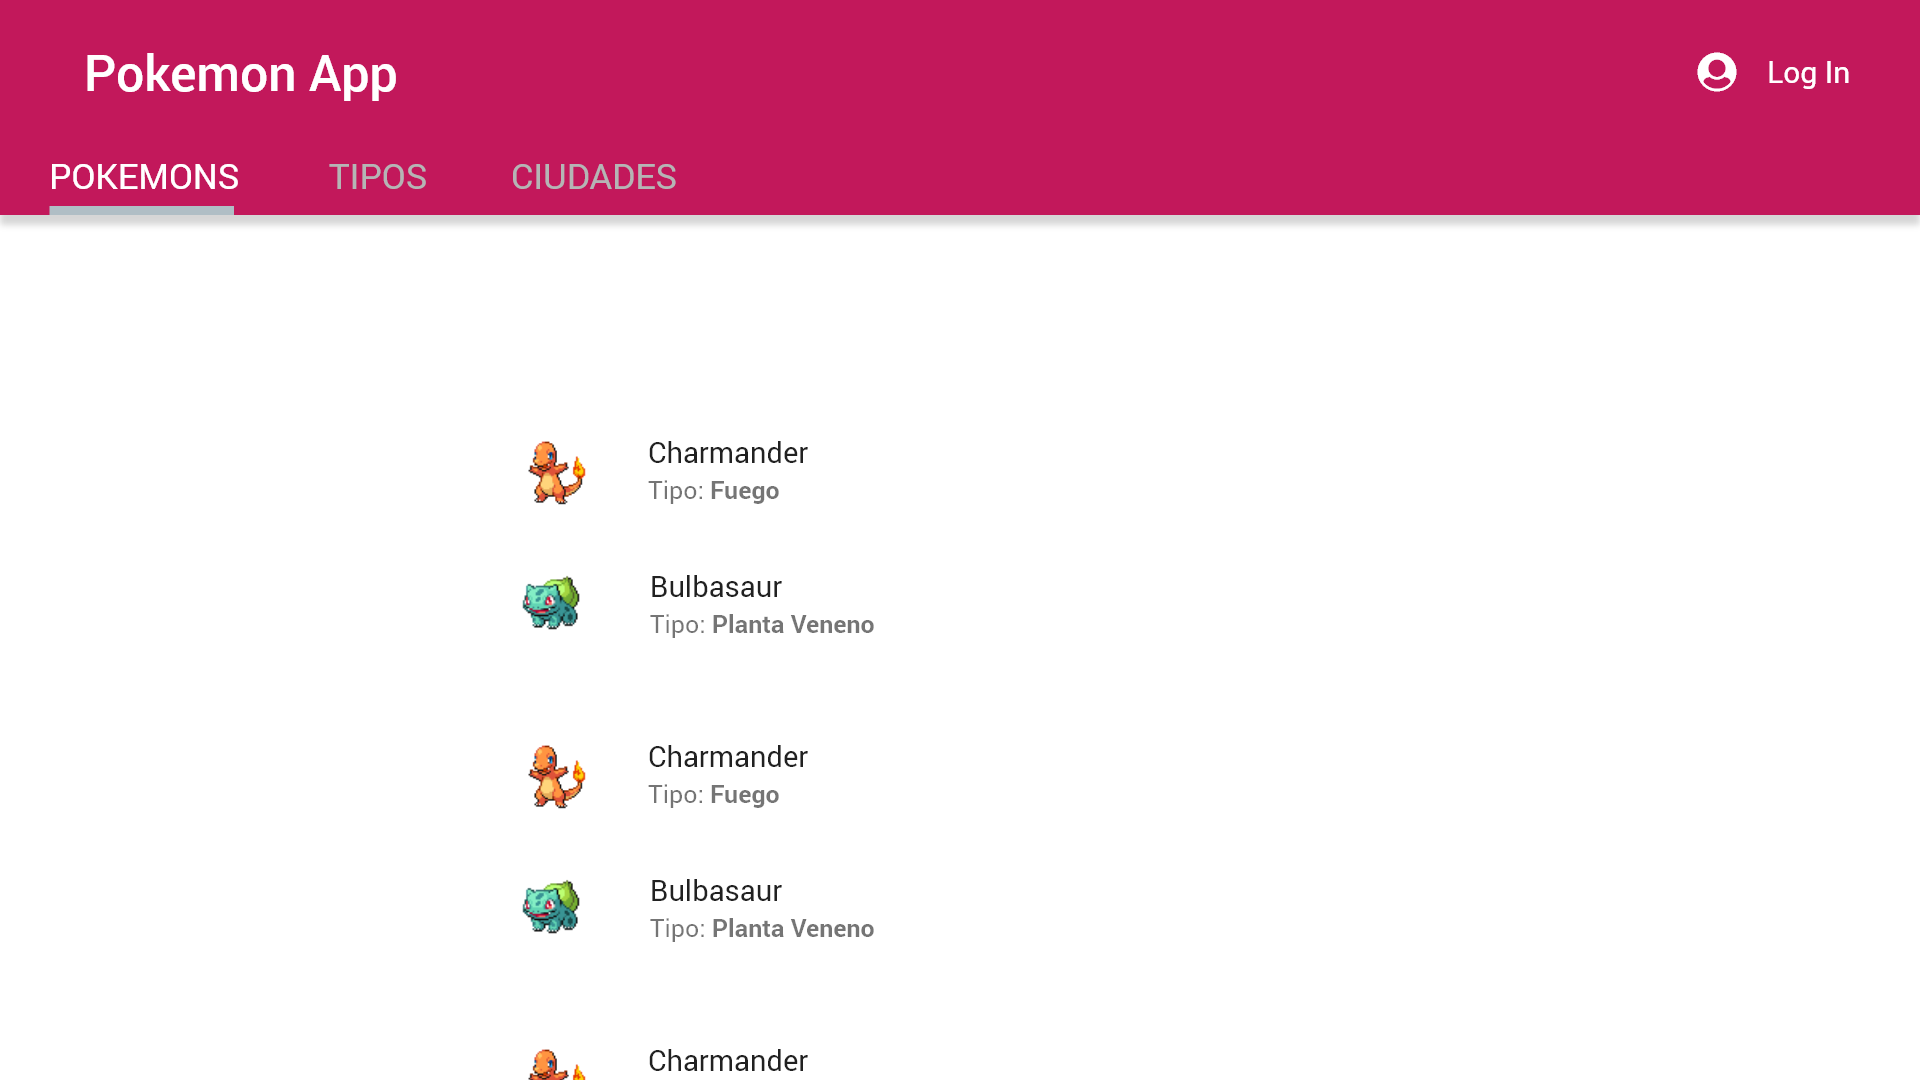 Pokemon App
Log In
POKEMONS TIPOS CIUDADES
Charmander
Tipo: Fuego
Bulbasaur
Tipo: Planta Veneno
Charmander
Tipo: Fuego
Bulbasaur
Tipo: Planta Veneno
Charmander